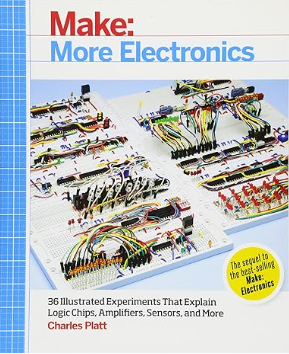 Make:
More Electronics
The sequel to
the best-selling
Make:
Electronics
36 Illustrated Experiments That Explain
Logic Chips, Amplifiers, Sensors, and More
Charles Platt